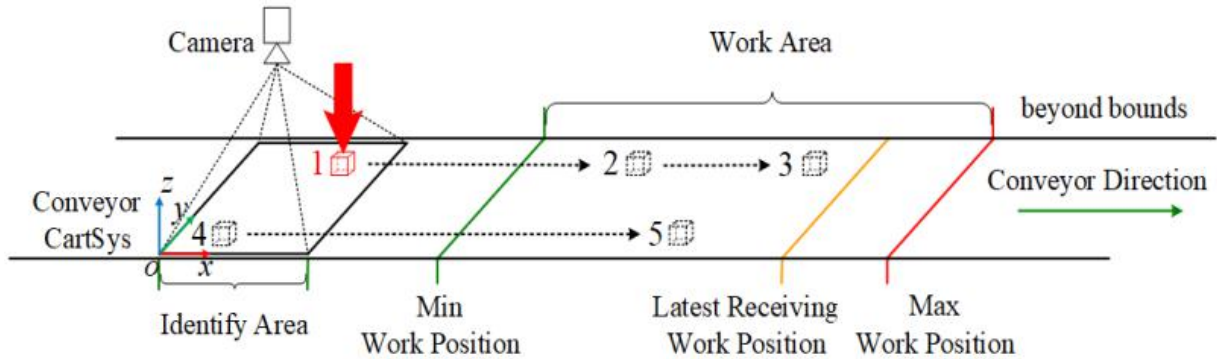 Camera
Work Area
beyond bounds
1
2
3
Conveyor Direction
z
y
Conveyor
CartSys
4
5
o
x
Identify Area
Min
Work Position
Latest Receiving
Work Position
Max
Work Position